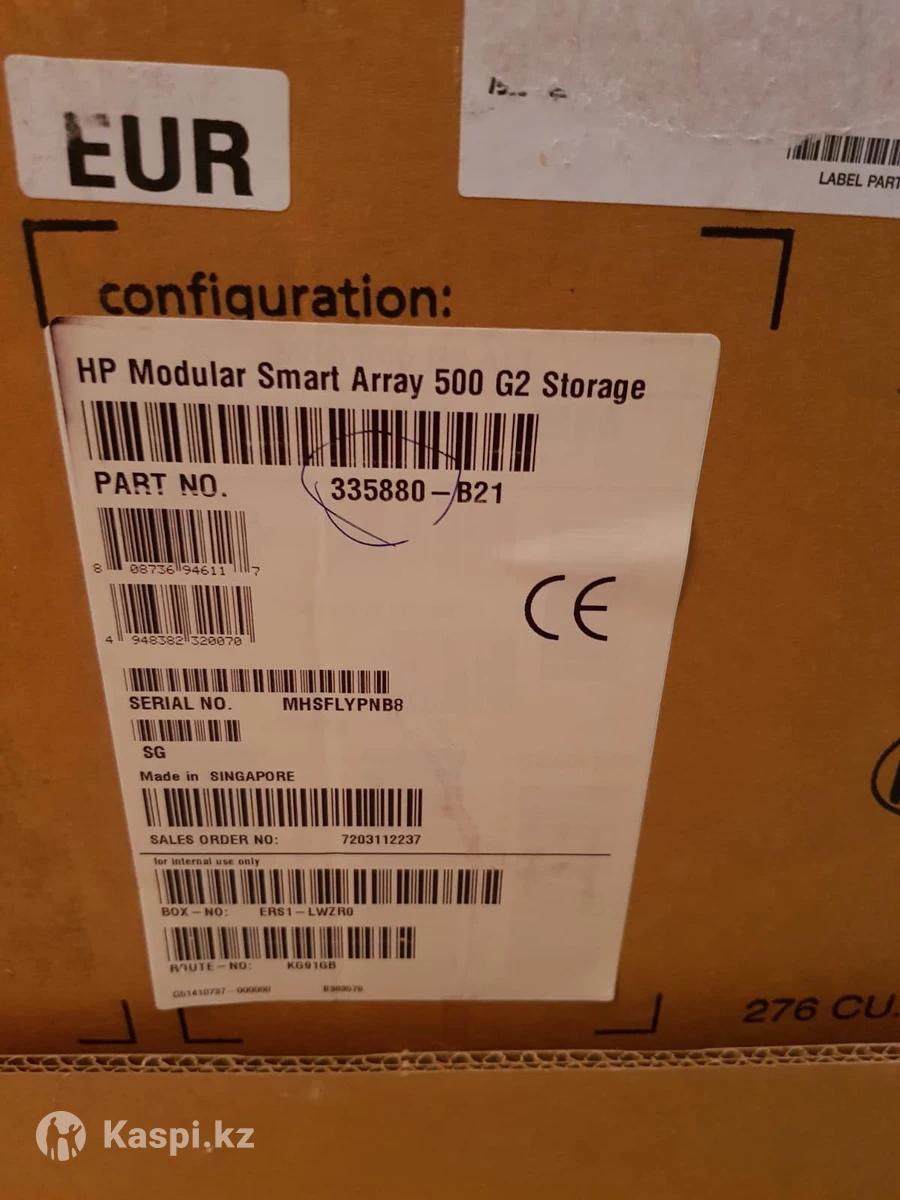 EUR
LABEL PART
configuration:
HP Modular Smart Array 500 G2 Storage
PART NO. 335880-B21
8 08736 94611 7
4 948382 320070
CE
SERIAL NO. MHSFLYPNB8
SG
Made in SINGAPORE
SALES ORDER NO: 7203112237
for internal use only
BOX-NO: ERS1-LWZR0
ROUTE-NO: KG91GB
276 CU.
Kaspi.kz